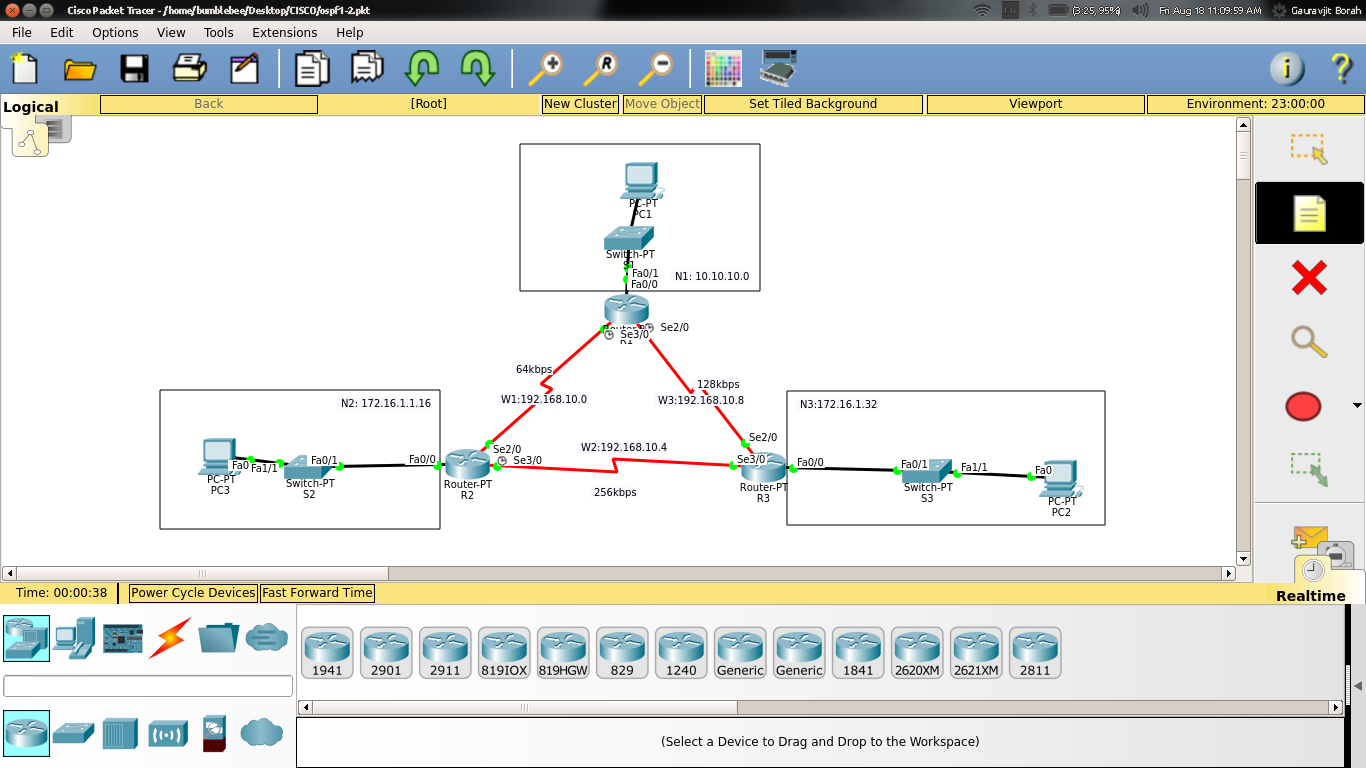 Cisco Packet Tracer - /home/bumblebee/Desktop/CISCO/ospf1-2.pkt
(3:25, 95%) Fri Aug 18 11:09:59 AM Gauravjit Borah
File Edit Options View Tools Extensions Help
Logical Back [Root] New Cluster Move Object Set Tiled Background Viewport Environment: 23:00:00
PC-PT
PC1
Switch-PT
S1
Fa0/1
Fa0/0
N1: 10.10.10.0
Se2/0
Se3/0
64kbps
128kbps
W1:192.168.10.0
W3:192.168.10.8
N2: 172.16.1.1.16
N3:172.16.1.32
Se2/0
Se2/0
W2:192.168.10.4
Fa0
Fa1/1
Fa0/1
Fa0/0
Se3/0
Se3/0
Fa0/0
Fa0/1
Fa1/1
Fa0
PC-PT
PC3
Switch-PT
S2
Router-PT
R2
256kbps
Router-PT
R3
Switch-PT
S3
PC-PT
PC2
Time: 00:00:38 Power Cycle Devices Fast Forward Time Realtime
1941 2901 2911 819IOX 819HGW 829 1240 Generic Generic 1841 2620XM 2621XM 2811
(Select a Device to Drag and Drop to the Workspace)